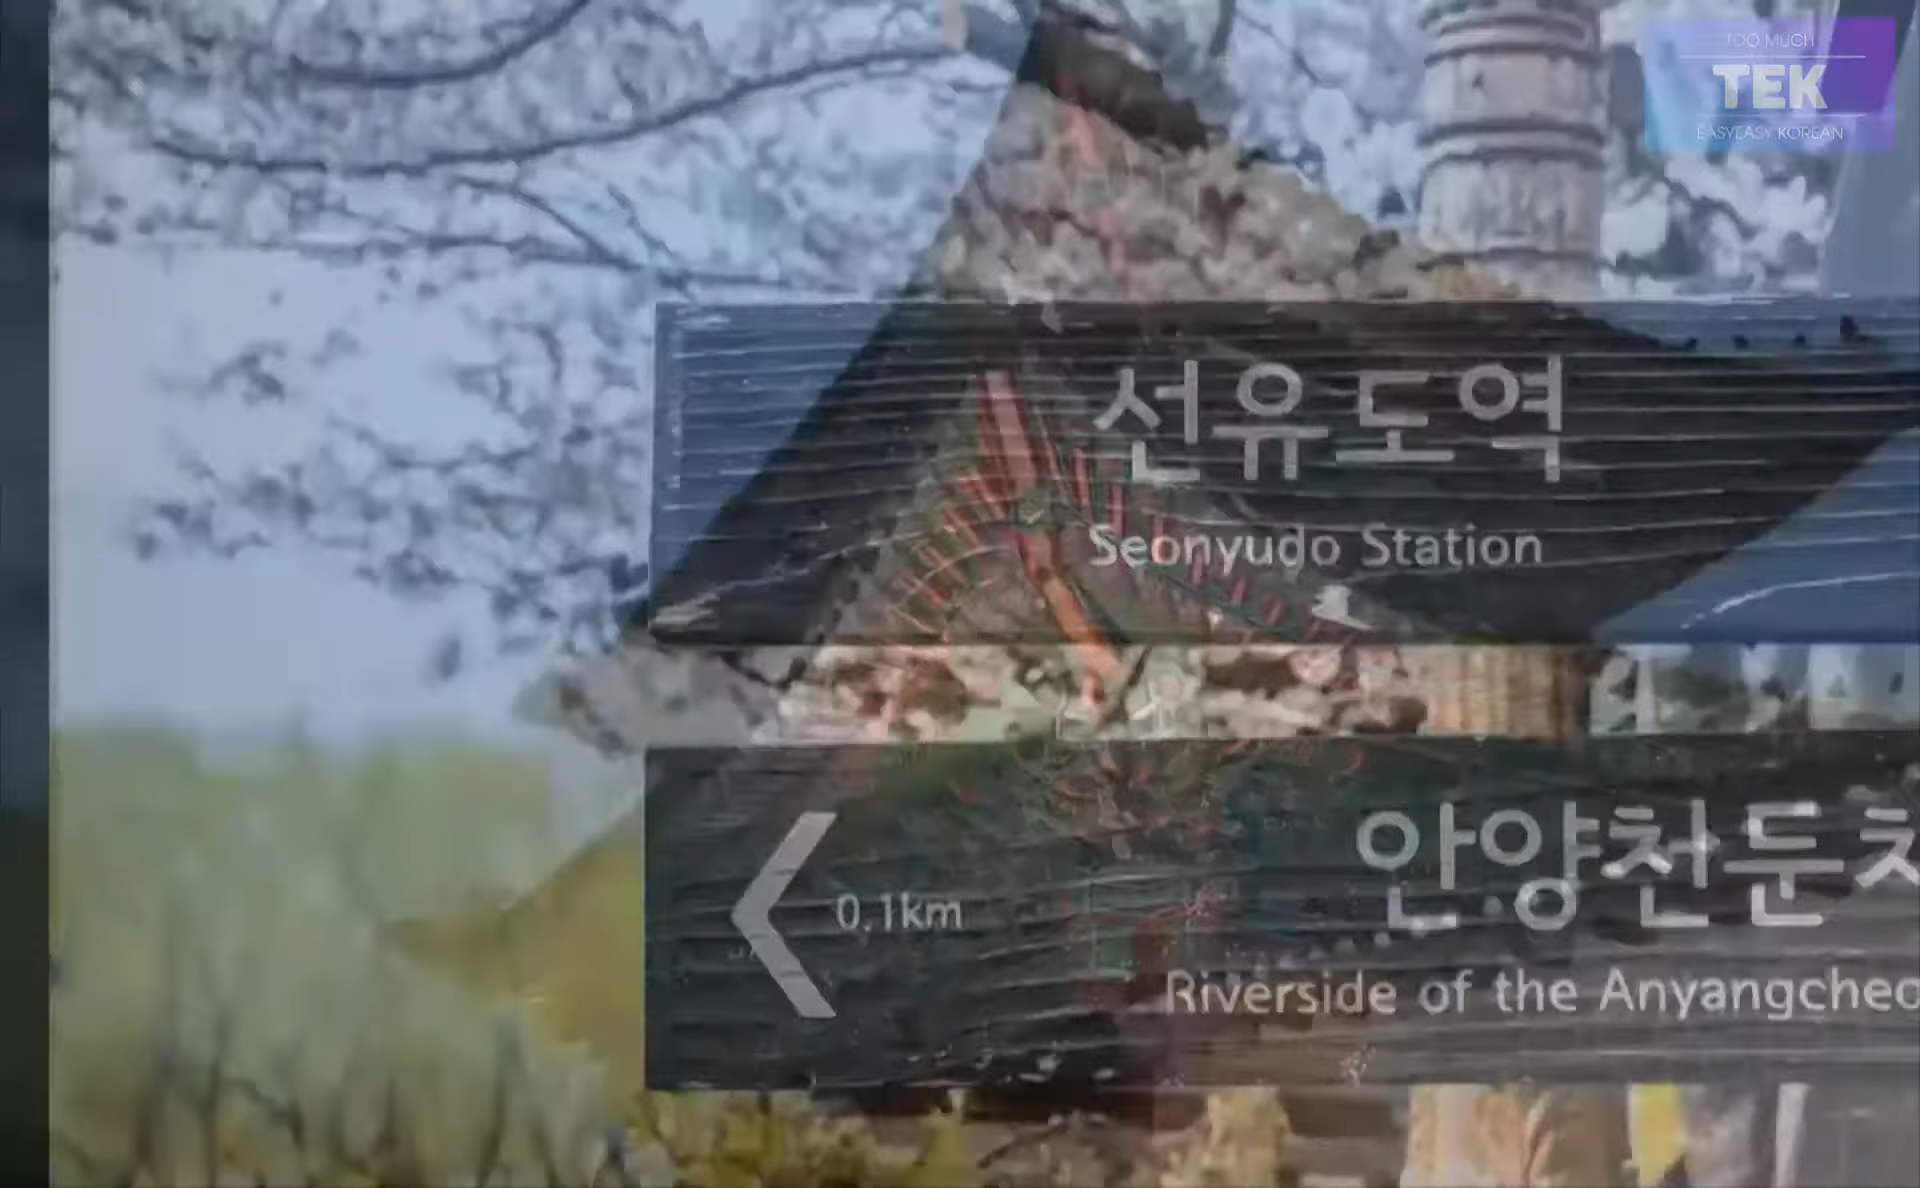 TOO MUCH
TEK
EASYEASY KOREAN
선유도역
Seonyudo Station
안양천둔
0.1km
Riverside of the Anyangcheo